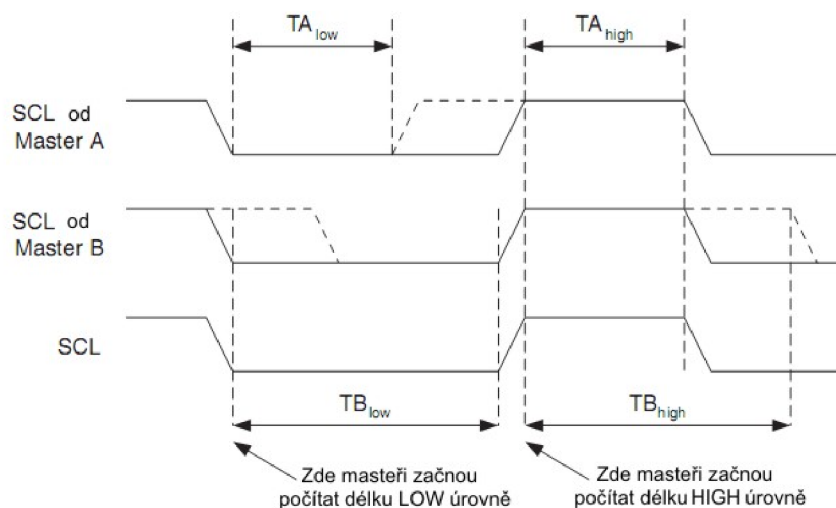 TA low
TA high
SCL od
Master A
SCL od
Master B
SCL
TB low
TB high
Zde masteři začnou
počítat délku LOW úrovně
Zde masteři začnou
počítat délku HIGH úrovně